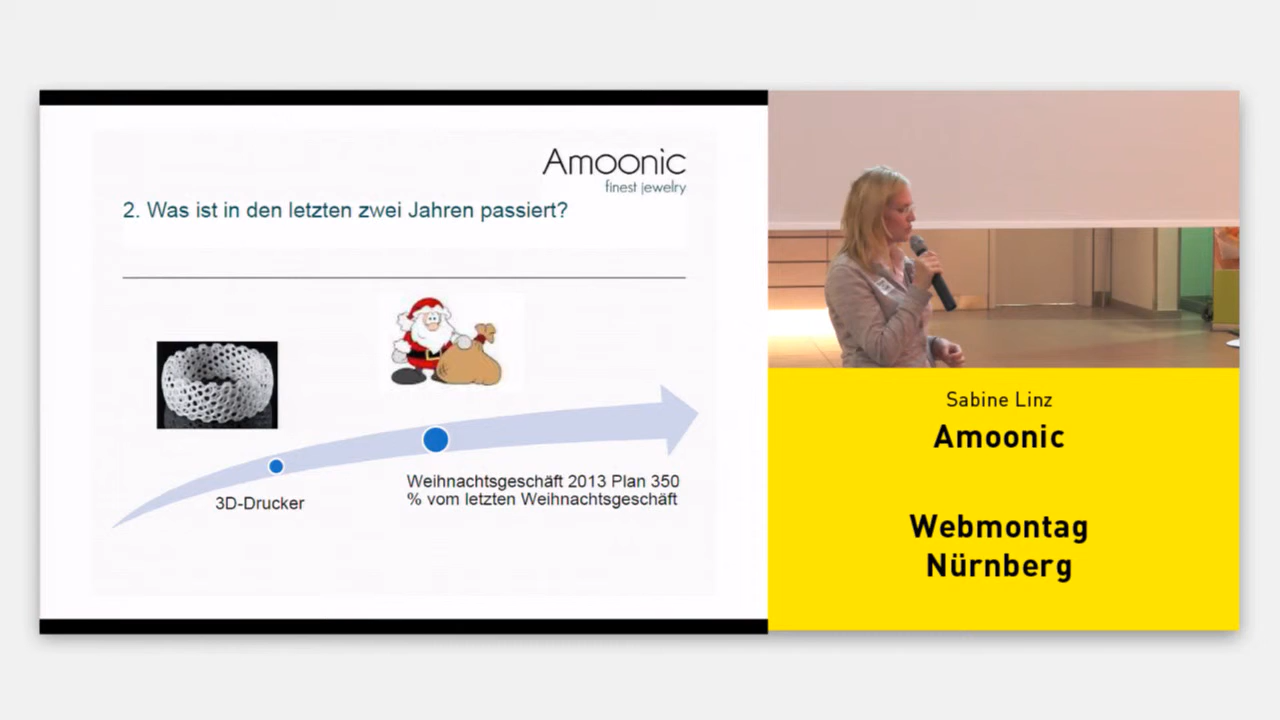 Amoonic
finest jewelry
2. Was ist in den letzten zwei Jahren passiert?
3D-Drucker
Weihnachtsgeschäft 2013 Plan 350
% vom letzten Weihnachtsgeschäft
Sabine Linz
Amoonic
Webmontag
Nürnberg